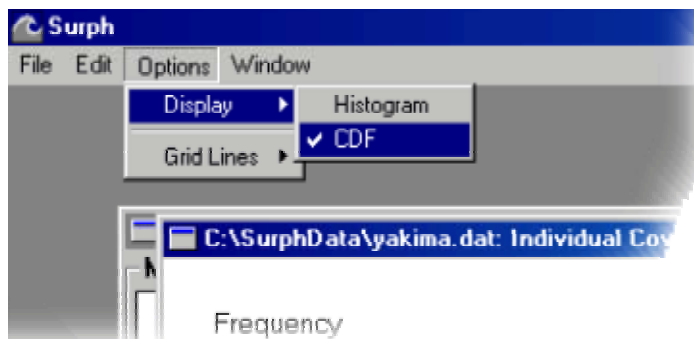 Surph
File Edit Options Window
Display Histogram
CDF
Grid Lines
C:\SurphData\yakima.dat: Individual Cov
Frequency